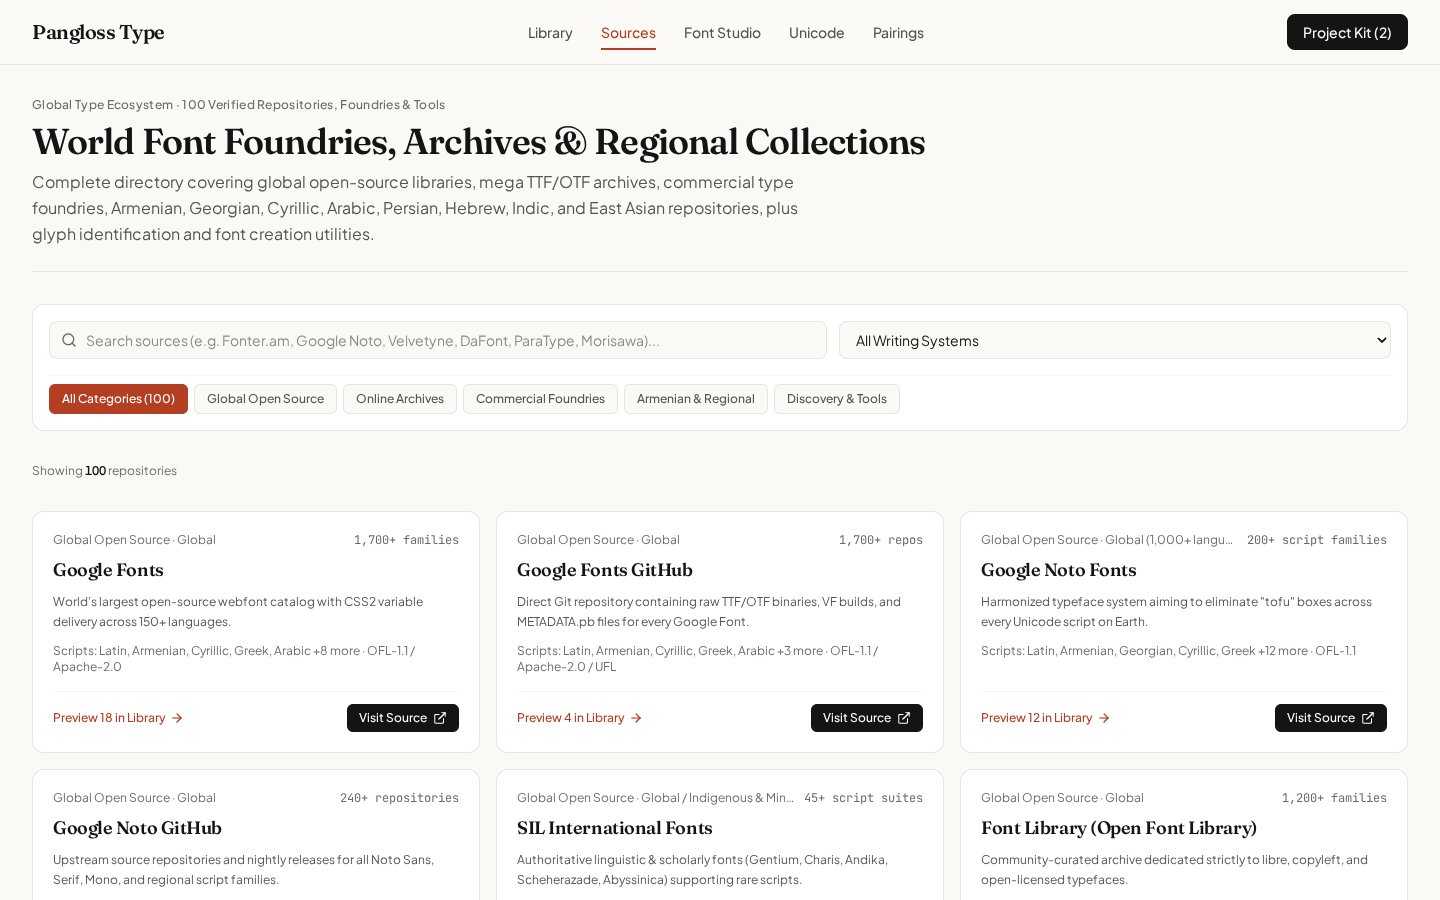 Pangloss Type
Library
Sources
Font Studio
Unicode
Pairings
Project Kit (2)
Global Type Ecosystem · 100 Verified Repositories, Foundries & Tools
World Font Foundries, Archives & Regional Collections
Complete directory covering global open-source libraries, mega TTF/OTF archives, commercial type
foundries, Armenian, Georgian, Cyrillic, Arabic, Persian, Hebrew, Indic, and East Asian repositories, plus
glyph identification and font creation utilities.
Search sources (e.g. Fonter.am, Google Noto, Velvetyne, DaFont, ParaType, Morisawa)...
All Writing Systems
All Categories (100)
Global Open Source
Online Archives
Commercial Foundries
Armenian & Regional
Discovery & Tools
Showing 100 repositories
Global Open Source · Global
1,700+ families
Google Fonts
World's largest open-source webfont catalog with CSS2 variable
delivery across 150+ languages.
Scripts: Latin, Armenian, Cyrillic, Greek, Arabic +8 more · OFL-1.1 /
Apache-2.0
Preview 18 in Library →
Visit Source
Global Open Source · Global
1,700+ repos
Google Fonts GitHub
Direct Git repository containing raw TTF/OTF binaries, VF builds, and
METADATA.pb files for every Google Font.
Scripts: Latin, Armenian, Cyrillic, Greek, Arabic +3 more · OFL-1.1 /
Apache-2.0 / UFL
Preview 4 in Library →
Visit Source
Global Open Source · Global (1,000+ langu...
200+ script families
Google Noto Fonts
Harmonized typeface system aiming to eliminate "tofu" boxes across
every Unicode script on Earth.
Scripts: Latin, Armenian, Georgian, Cyrillic, Greek +12 more · OFL-1.1
Preview 12 in Library →
Visit Source
Global Open Source · Global
240+ repositories
Google Noto GitHub
Upstream source repositories and nightly releases for all Noto Sans,
Serif, Mono, and regional script families.
Global Open Source · Global / Indigenous & Min...
45+ script suites
SIL International Fonts
Authoritative linguistic & scholarly fonts (Gentium, Charis, Andika,
Scheherazade, Abyssinica) supporting rare scripts.
Global Open Source · Global
1,200+ families
Font Library (Open Font Library)
Community-curated archive dedicated strictly to libre, copyleft, and
open-licensed typefaces.